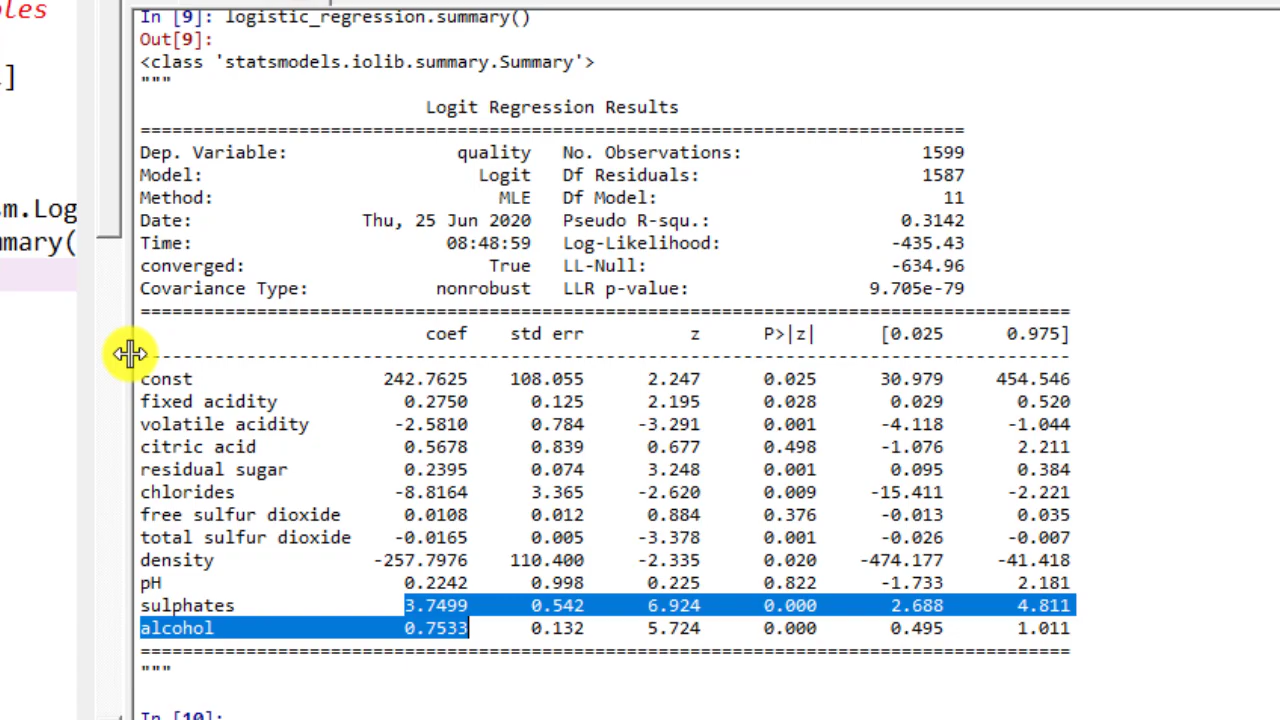 oles
.]
sm.Log
mmary(
In [9]: logistic_regression.summary()
Out[9]:
<class 'statsmodels.iolib.summary.Summary'>
"""
Logit Regression Results
==============================================================================
Dep. Variable: quality No. Observations: 1599
Model: Logit Df Residuals: 1587
Method: MLE Df Model: 11
Date: Thu, 25 Jun 2020 Pseudo R-squ.: 0.3142
Time: 08:48:59 Log-Likelihood: -435.43
converged: True LL-Null: -634.96
Covariance Type: nonrobust LLR p-value: 9.705e-79
========================================================================================
coef std err z P>|z| [0.025 0.975]
----------------------------------------------------------------------------------------
const 242.7625 108.055 2.247 0.025 30.979 454.546
fixed acidity 0.2750 0.125 2.195 0.028 0.029 0.520
volatile acidity -2.5810 0.784 -3.291 0.001 -4.118 -1.044
citric acid 0.5678 0.839 0.677 0.498 -1.076 2.211
residual sugar 0.2395 0.074 3.248 0.001 0.095 0.384
chlorides -8.8164 3.365 -2.620 0.009 -15.411 -2.221
free sulfur dioxide 0.0108 0.012 0.884 0.376 -0.013 0.035
total sulfur dioxide -0.0165 0.005 -3.378 0.001 -0.026 -0.007
density -257.7976 110.400 -2.335 0.020 -474.177 -41.418
pH 0.2242 0.998 0.225 0.822 -1.733 2.181
sulphates 3.7499 0.542 6.924 0.000 2.688 4.811
alcohol 0.7533 0.132 5.724 0.000 0.495 1.011
========================================================================================
"""
In [10]: